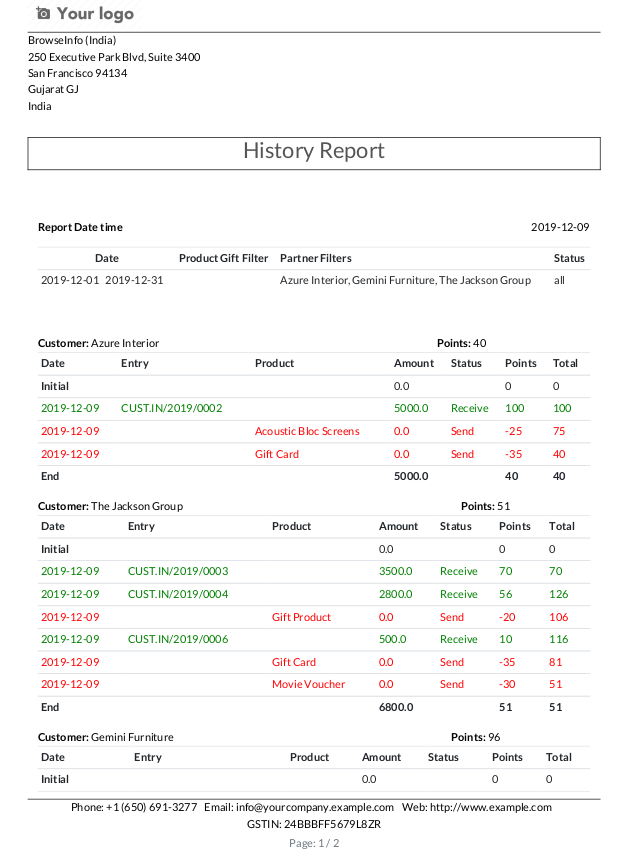 Your logo
BrowseInfo (India)
250 Executive Park Blvd, Suite 3400
San Francisco 94134
Gujarat GJ
India
History Report
Report Date time 2019-12-09
Date Product Gift Filter Partner Filters Status
2019-12-01 2019-12-31 Azure Interior, Gemini Furniture, The Jackson Group all
Customer: Azure Interior Points: 40
Date Entry Product Amount Status Points Total
Initial 0.0 0 0
2019-12-09 CUST.IN/2019/0002 5000.0 Receive 100 100
2019-12-09 Acoustic Bloc Screens 0.0 Send -25 75
2019-12-09 Gift Card 0.0 Send -35 40
End 5000.0 40 40
Customer: The Jackson Group Points: 51
Date Entry Product Amount Status Points Total
Initial 0.0 0 0
2019-12-09 CUST.IN/2019/0003 3500.0 Receive 70 70
2019-12-09 CUST.IN/2019/0004 2800.0 Receive 56 126
2019-12-09 Gift Product 0.0 Send -20 106
2019-12-09 CUST.IN/2019/0006 500.0 Receive 10 116
2019-12-09 Gift Card 0.0 Send -35 81
2019-12-09 Movie Voucher 0.0 Send -30 51
End 6800.0 51 51
Customer: Gemini Furniture Points: 96
Date Entry Product Amount Status Points Total
Initial 0.0 0 0
Phone: +1 (650) 691-3277 Email: info@yourcompany.example.com Web: http://www.example.com
GSTIN: 24BBBFF5679L8ZR
Page: 1 / 2